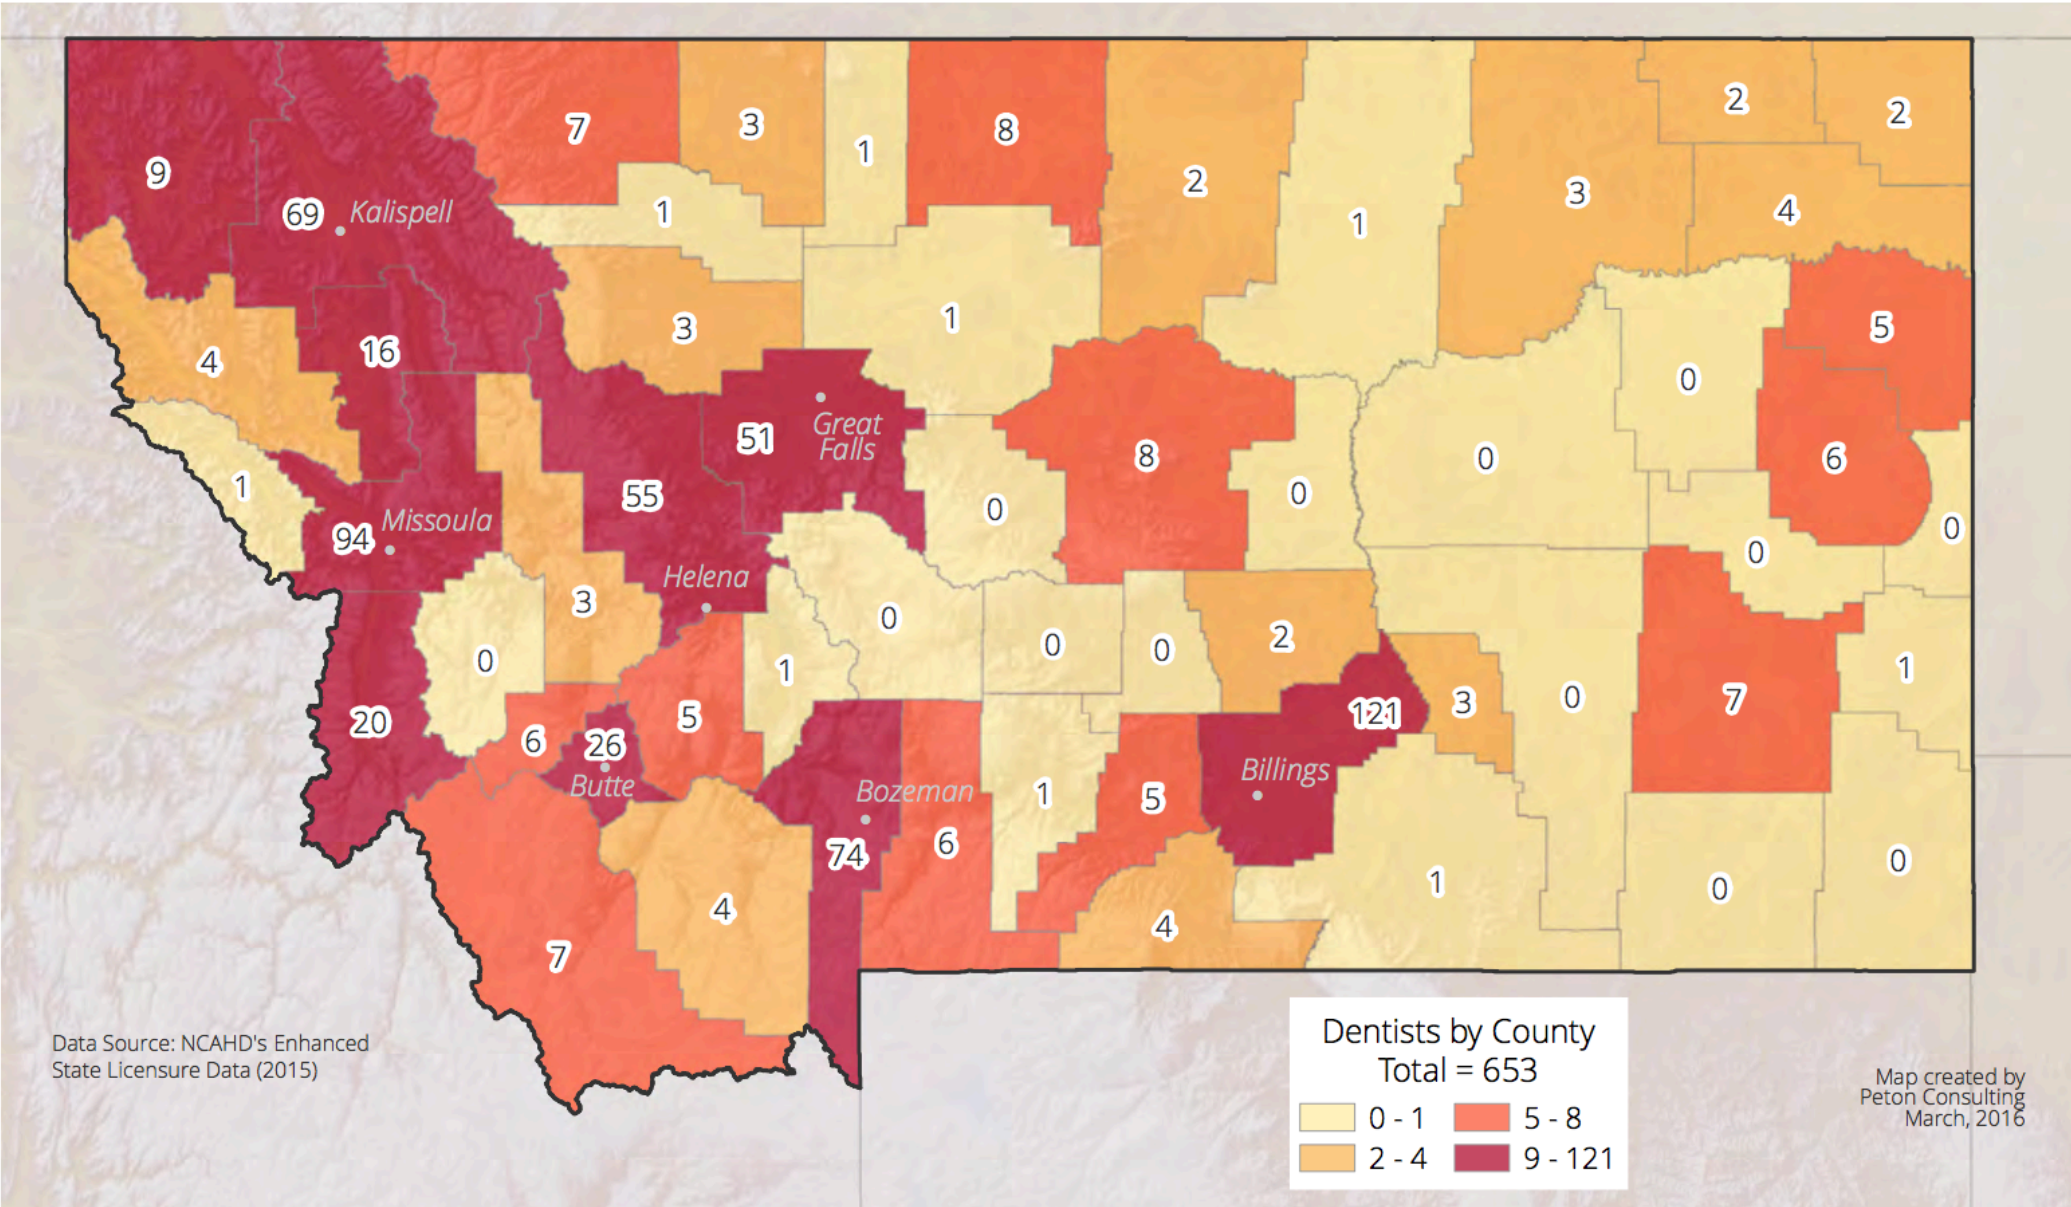 7
3
1
8
2
1
3
2
2
9
69 Kalispell
1
4
4
16
3
1
0
5
1
51
Great
Falls
55
0
8
0
0
6
0
0
94 Missoula
Helena
3
0
1
0
0
0
2
1
20
6
26
Butte
5
121
3
0
7
Bozeman
74
6
1
5
Billings
7
4
4
1
0
0
Data Source: NCAHD's Enhanced
State Licensure Data (2015)
Dentists by County
Total = 653
0 - 1
5 - 8
2 - 4
9 - 121
Map created by
Peton Consulting
March, 2016